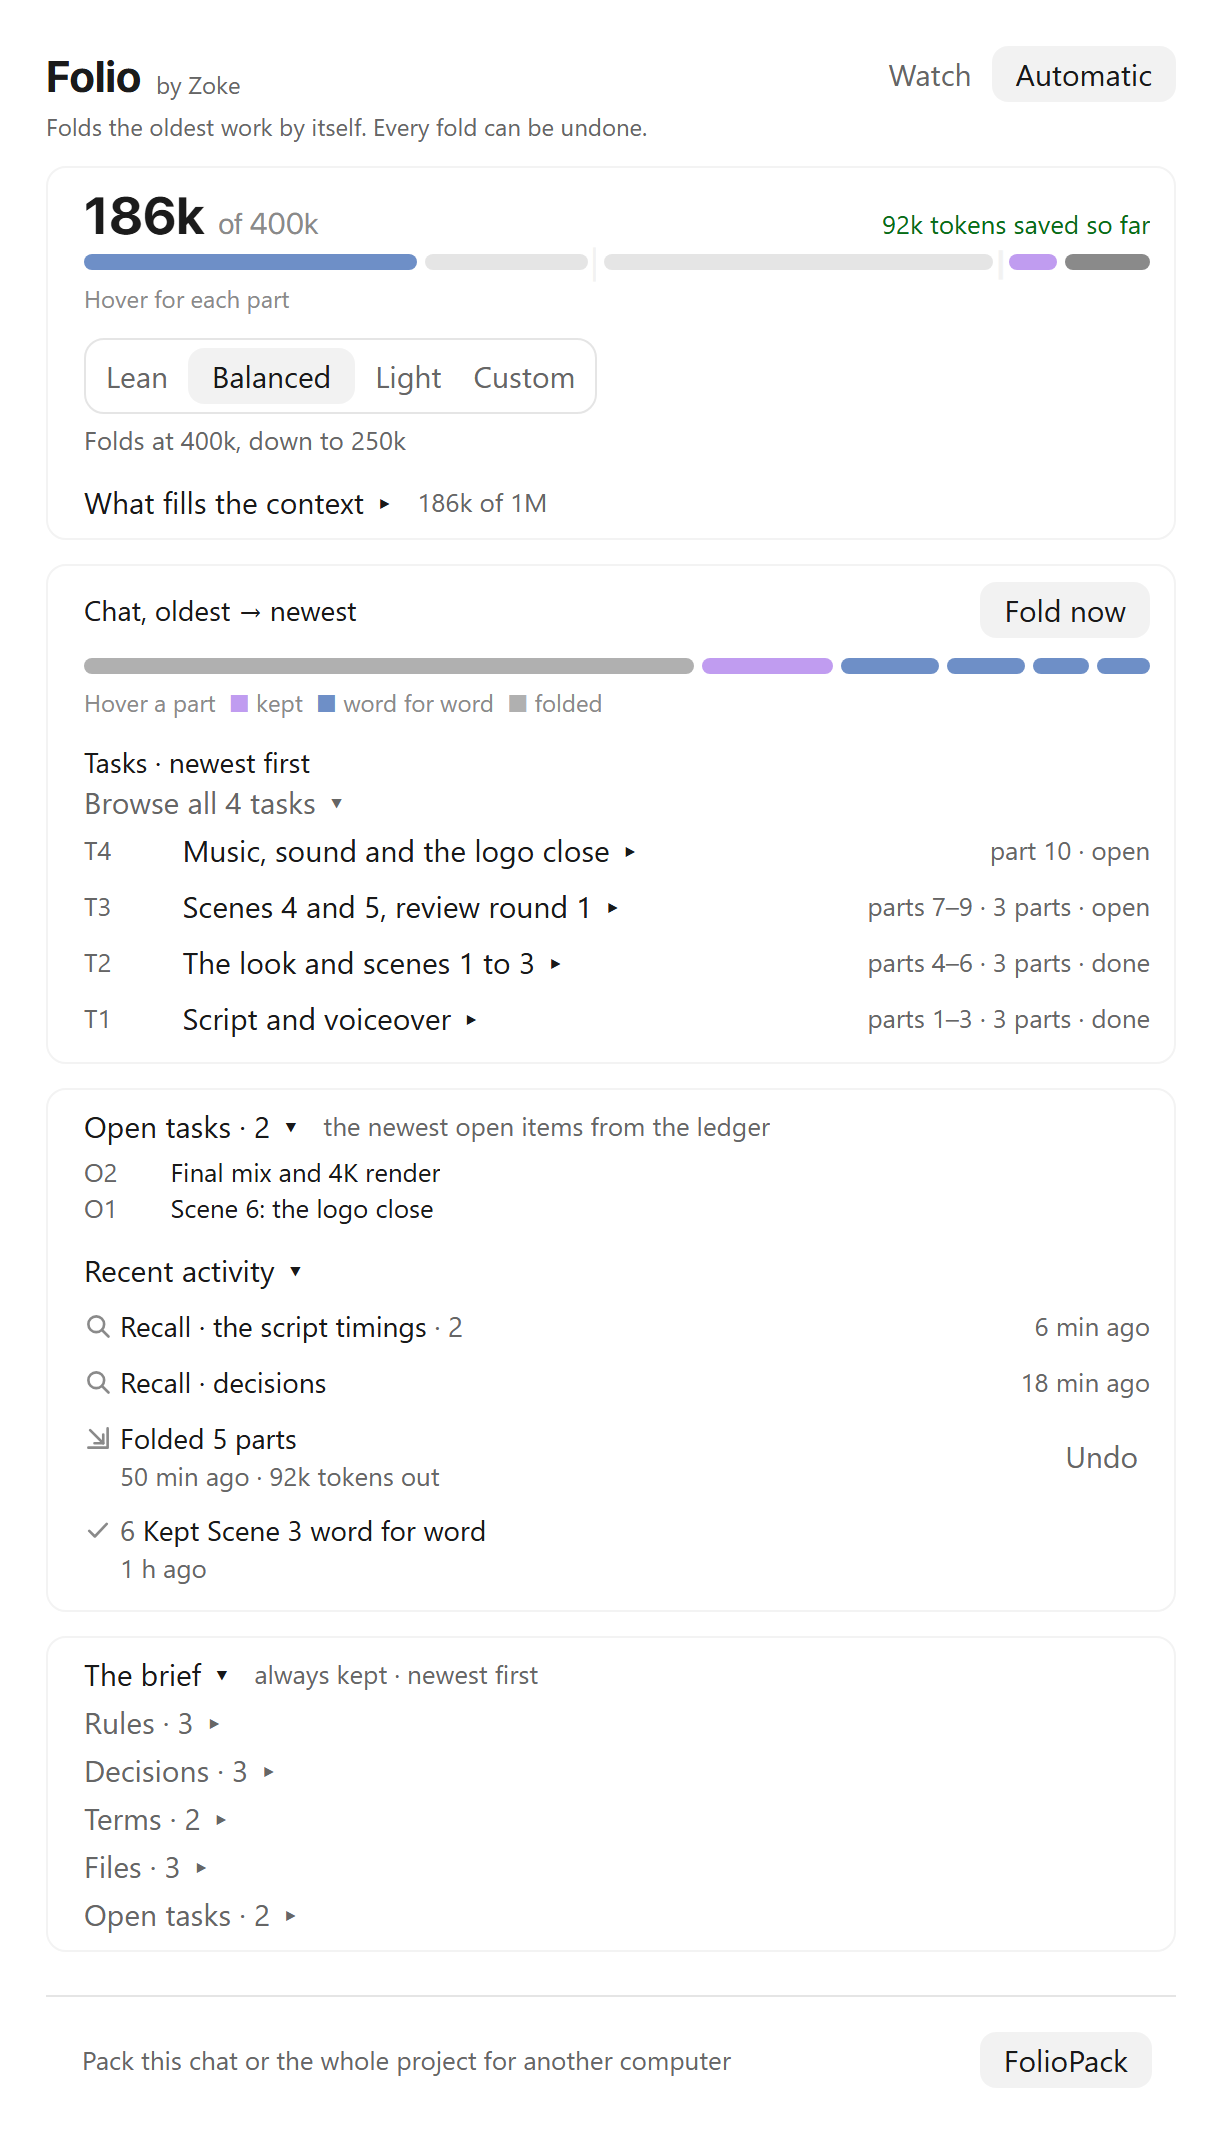 Folio by Zoke
Watch Automatic
Folds the oldest work by itself. Every fold can be undone.
186k of 400k
92k tokens saved so far
Hover for each part
Lean Balanced Light Custom
Folds at 400k, down to 250k
What fills the context ▸ 186k of 1M
Chat, oldest → newest
Fold now
Hover a part kept word for word folded
Tasks · newest first
Browse all 4 tasks ▾
T4 Music, sound and the logo close ▸ part 10 · open
T3 Scenes 4 and 5, review round 1 ▸ parts 7–9 · 3 parts · open
T2 The look and scenes 1 to 3 ▸ parts 4–6 · 3 parts · done
T1 Script and voiceover ▸ parts 1–3 · 3 parts · done
Open tasks · 2 ▾ the newest open items from the ledger
O2 Final mix and 4K render
O1 Scene 6: the logo close
Recent activity ▾
Recall · the script timings · 2 6 min ago
Recall · decisions 18 min ago
Folded 5 parts
50 min ago · 92k tokens out
Undo
6 Kept Scene 3 word for word
1 h ago
The brief ▾ always kept · newest first
Rules · 3 ▸
Decisions · 3 ▸
Terms · 2 ▸
Files · 3 ▸
Open tasks · 2 ▸
Pack this chat or the whole project for another computer
FolioPack